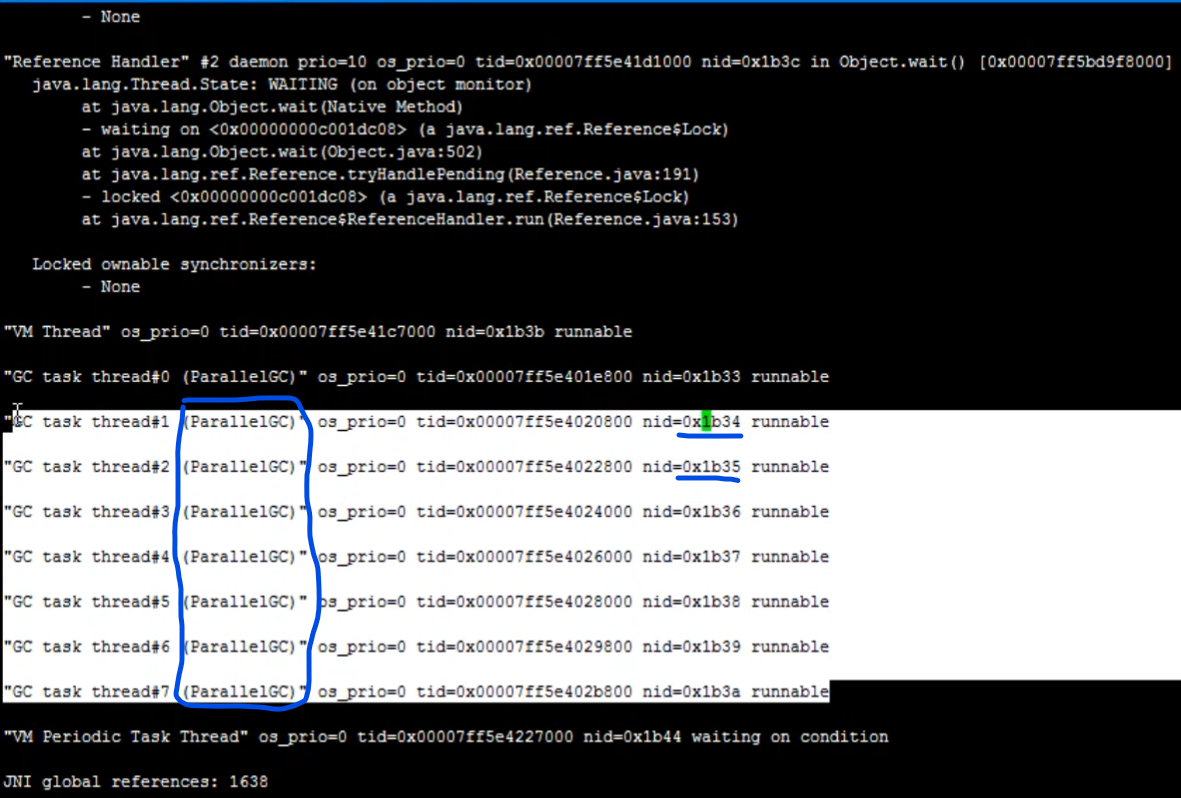 - None
"Reference Handler" #2 daemon prio=10 os_prio=0 tid=0x00007ff5e41d1000 nid=0x1b3c in Object.wait() [0x00007ff5bd9f8000]
java.lang.Thread.State: WAITING (on object monitor)
at java.lang.Object.wait(Native Method)
- waiting on <0x00000000c001dc08> (a java.lang.ref.Reference$Lock)
at java.lang.Object.wait(Object.java:502)
at java.lang.ref.Reference.tryHandlePending(Reference.java:191)
- locked <0x00000000c001dc08> (a java.lang.ref.Reference$Lock)
at java.lang.ref.Reference$ReferenceHandler.run(Reference.java:153)
Locked ownable synchronizers:
- None
"VM Thread" os_prio=0 tid=0x00007ff5e41c7000 nid=0x1b3b runnable
"GC task thread#0 (ParallelGC)" os_prio=0 tid=0x00007ff5e401e800 nid=0x1b33 runnable
"GC task thread#1 (ParallelGC)" os_prio=0 tid=0x00007ff5e4020800 nid=0x1b34 runnable
"GC task thread#2 (ParallelGC)" os_prio=0 tid=0x00007ff5e4022800 nid=0x1b35 runnable
"GC task thread#3 (ParallelGC)" os_prio=0 tid=0x00007ff5e4024000 nid=0x1b36 runnable
"GC task thread#4 (ParallelGC)" os_prio=0 tid=0x00007ff5e4026000 nid=0x1b37 runnable
"GC task thread#5 (ParallelGC)" os_prio=0 tid=0x00007ff5e4028000 nid=0x1b38 runnable
"GC task thread#6 (ParallelGC)" os_prio=0 tid=0x00007ff5e4029800 nid=0x1b39 runnable
"GC task thread#7 (ParallelGC)" os_prio=0 tid=0x00007ff5e402b800 nid=0x1b3a runnable
"VM Periodic Task Thread" os_prio=0 tid=0x00007ff5e4227000 nid=0x1b44 waiting on condition
JNI global references: 1638